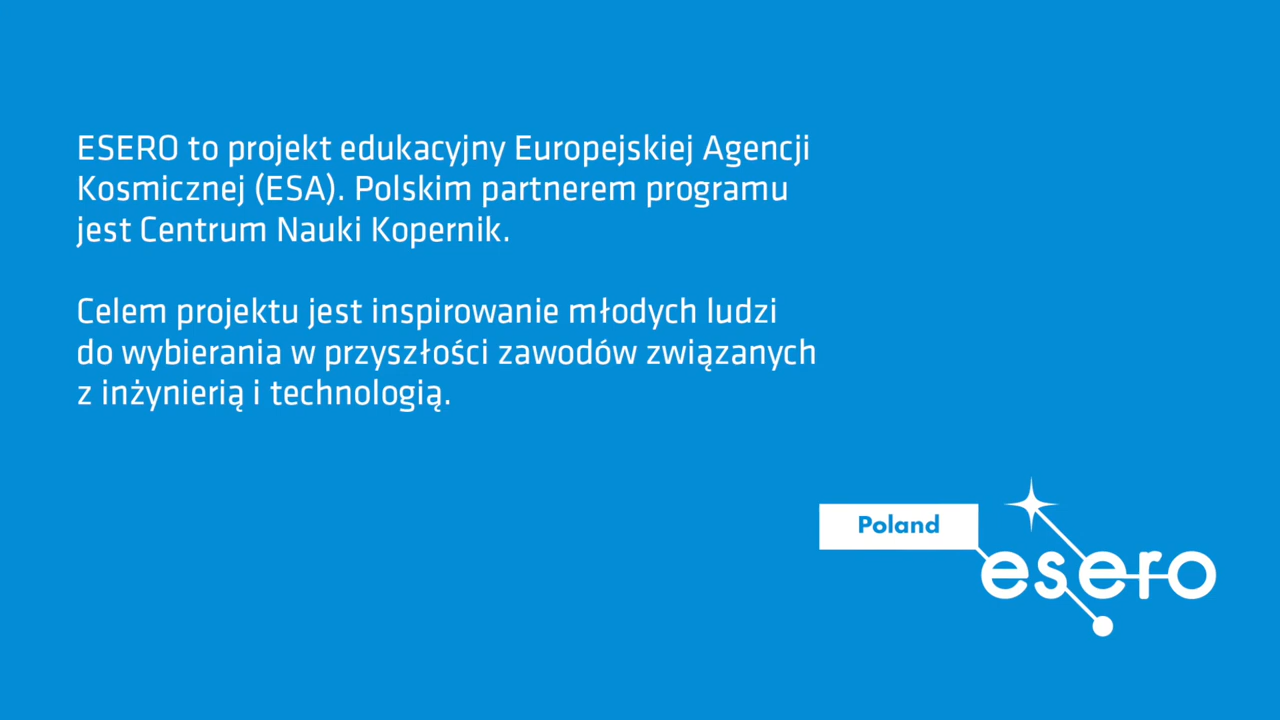 ESERO to projekt edukacyjny Europejskiej Agencji
Kosmicznej (ESA). Polskim partnerem programu
jest Centrum Nauki Kopernik.
Celem projektu jest inspirowanie młodych ludzi
do wybierania w przyszłości zawodów związanych
z inżynierią i technologią.
Poland
esero